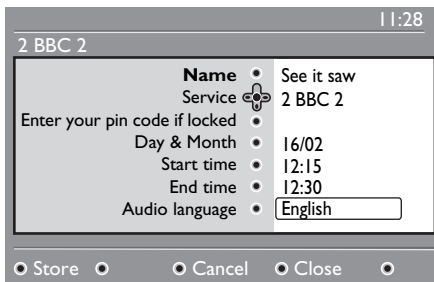 11:28
2 BBC 2
Name See it saw
Service 2 BBC 2
Enter your pin code if locked
Day & Month 16/02
Start time 12:15
End time 12:30
Audio language English
Store Cancel Close